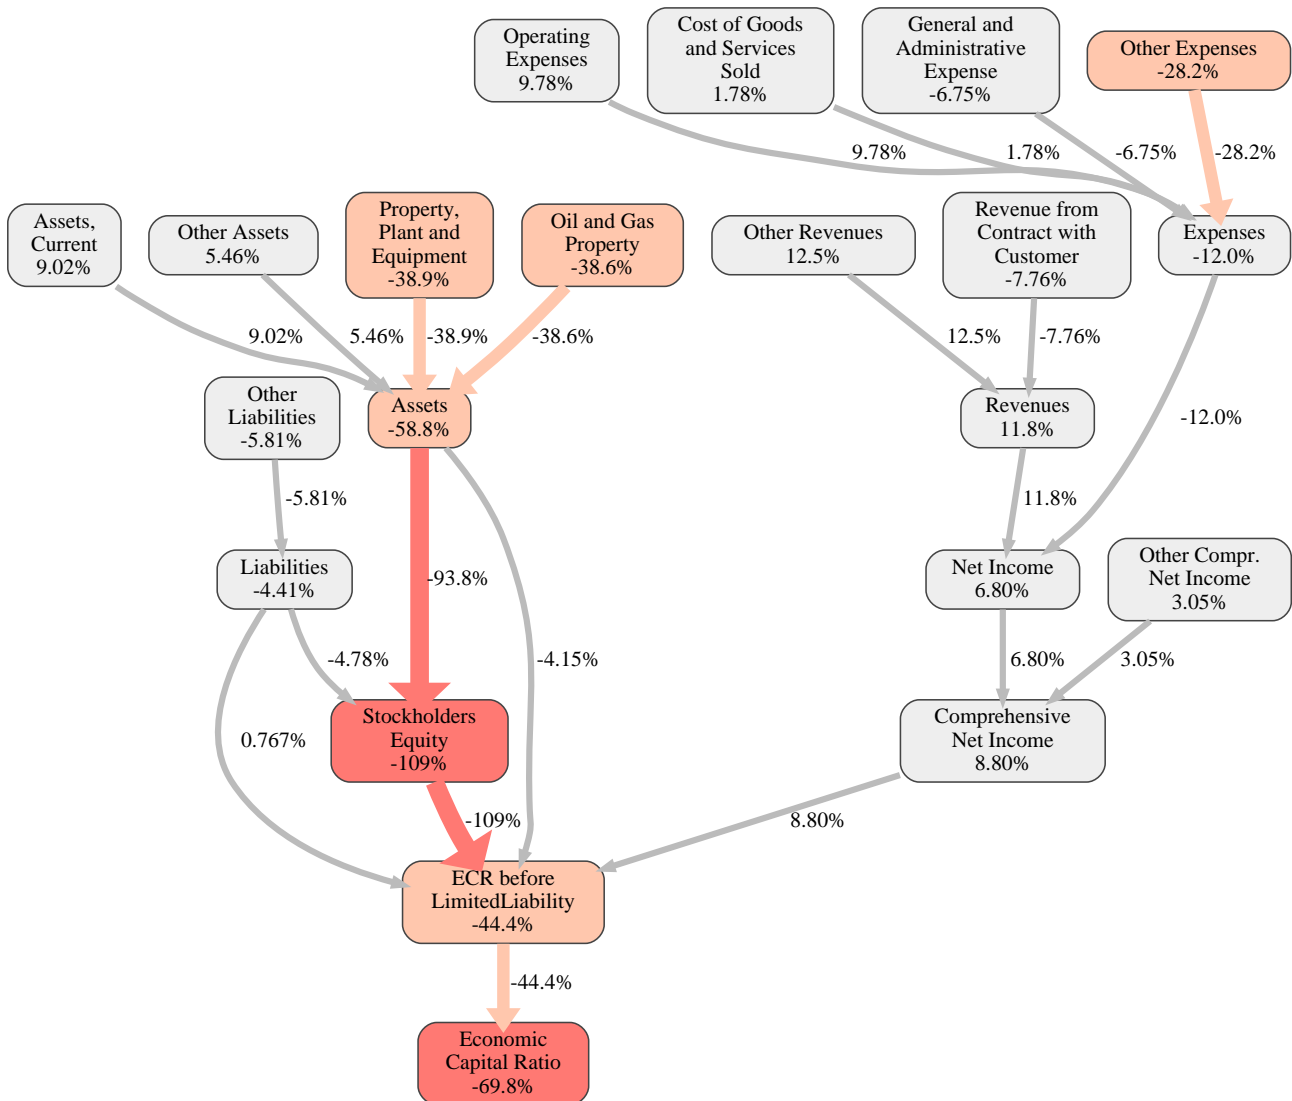 Operating
Expenses
9.78%
Cost of Goods
and Services
Sold
1.78%
General and
Administrative
Expense
-6.75%
Other Expenses
-28.2%
9.78%
1.78%
-6.75%
-28.2%
Assets,
Current
9.02%
Other Assets
5.46%
Property,
Plant and
Equipment
-38.9%
Oil and Gas
Property
-38.6%
Other Revenues
12.5%
Revenue from
Contract with
Customer
-7.76%
Expenses
-12.0%
9.02%
5.46%
-38.9%
-38.6%
12.5%
-7.76%
Other
Liabilities
-5.81%
Assets
-58.8%
Revenues
11.8%
-12.0%
-5.81%
11.8%
Liabilities
-4.41%
-93.8%
Net Income
6.80%
Other Compr.
Net Income
3.05%
-4.78%
-4.15%
6.80%
3.05%
0.767%
Stockholders
Equity
-109%
Comprehensive
Net Income
8.80%
-109%
8.80%
ECR before
LimitedLiability
-44.4%
-44.4%
Economic
Capital Ratio
-69.8%